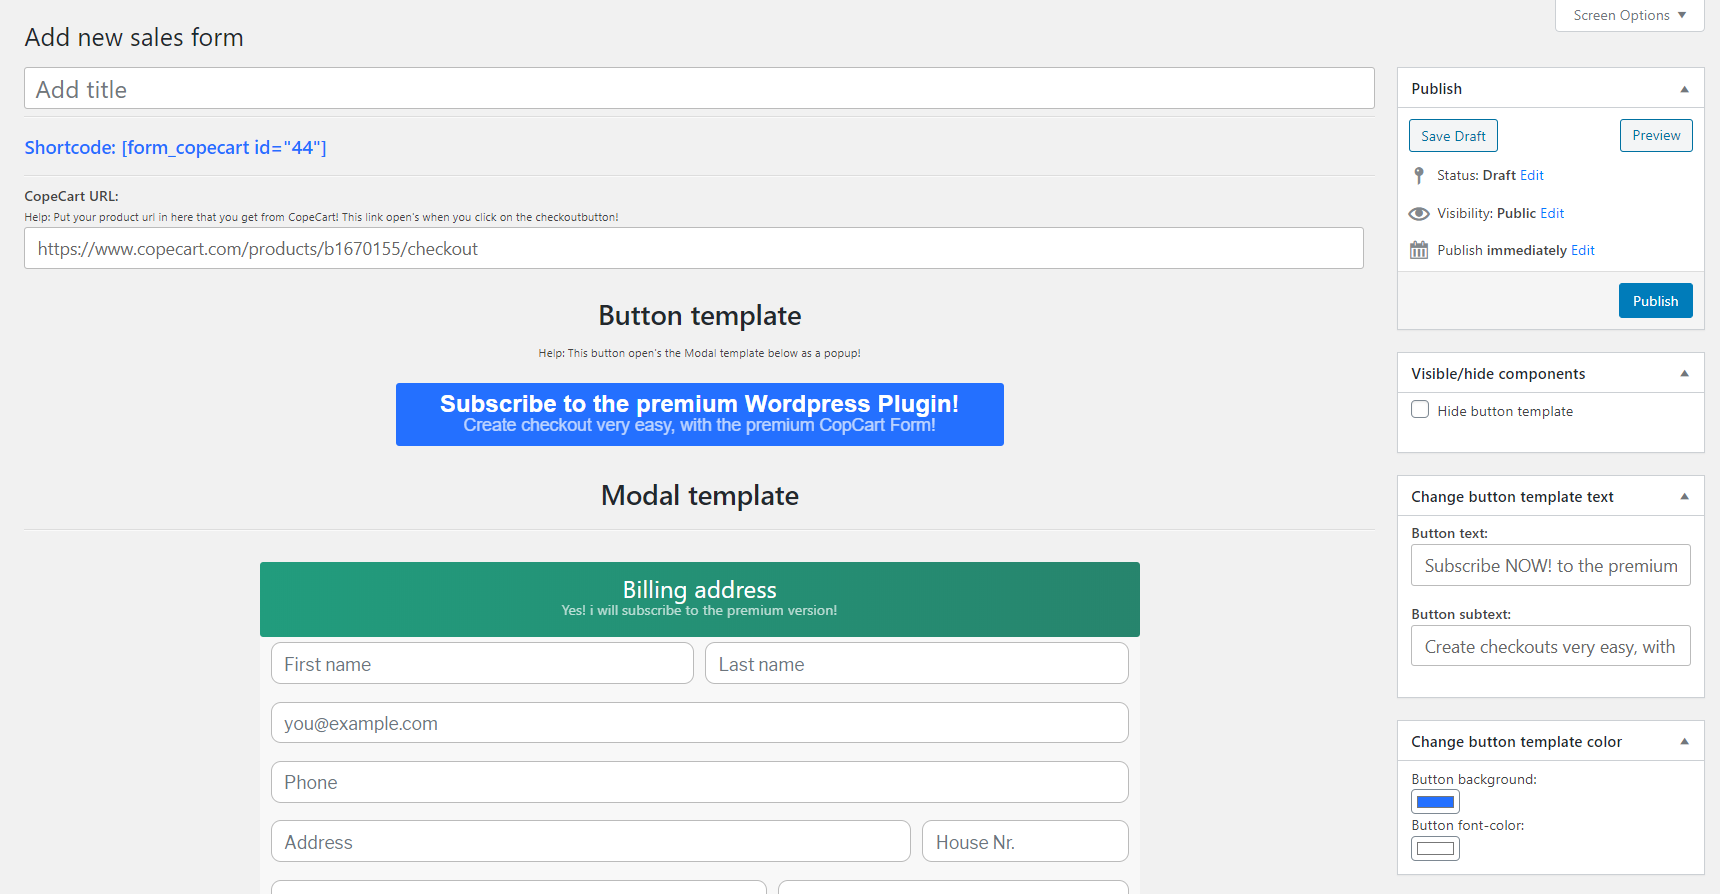 Screen Options
Add new sales form
Add title
Shortcode: [form_copecart id="44"]
CopeCart URL:
Help: Put your product url in here that you get from CopeCart! This link open's when you click on the checkoutbutton!
https://www.copecart.com/products/b1670155/checkout
Button template
Help: This button open's the Modal template below as a popup!
Subscribe to the premium Wordpress Plugin!
Create checkout very easy, with the premium CopCart Form!
Modal template
Billing address
Yes! i will subscribe to the premium version!
First name
Last name
you@example.com
Phone
Address
House Nr.
Publish
Save Draft
Preview
Status: Draft Edit
Visibility: Public Edit
Publish immediately Edit
Publish
Visible/hide components
Hide button template
Change button template text
Button text:
Subscribe NOW! to the premium
Button subtext:
Create checkouts very easy, with
Change button template color
Button background:
Button font-color: